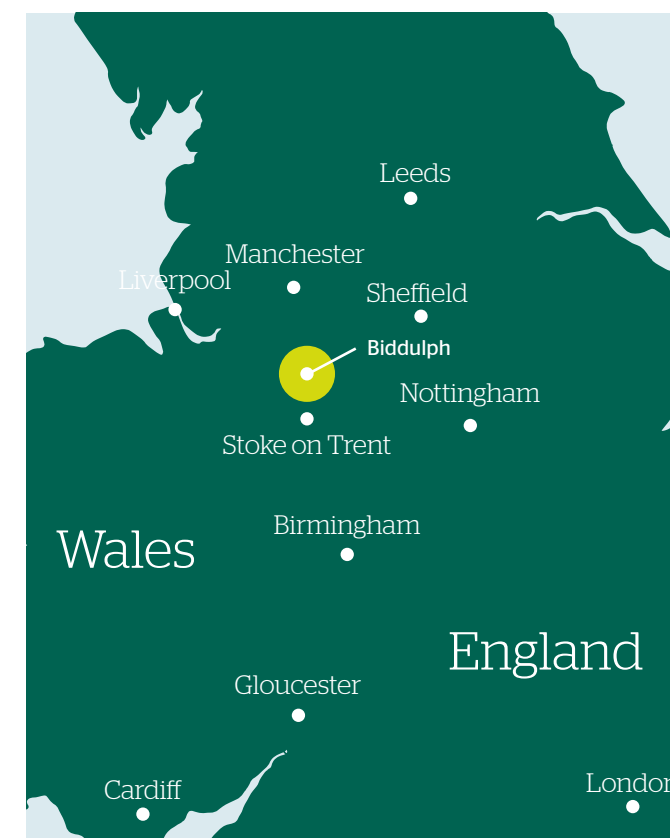 Leeds
Manchester
Liverpool
Sheffield
Biddulph
Nottingham
Stoke on Trent
Birmingham
Wales
England
Gloucester
London
Cardiff